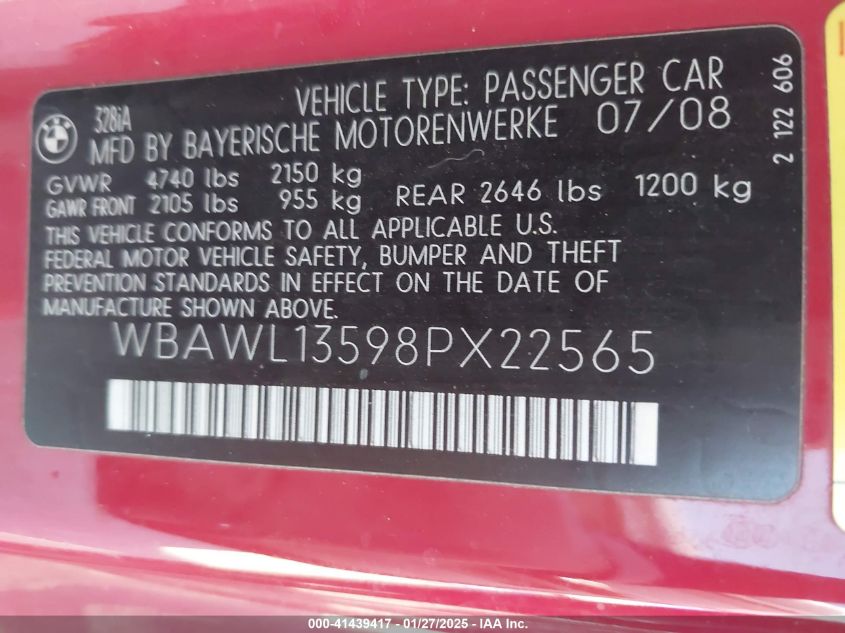 BMW
328iA
VEHICLE TYPE: PASSENGER CAR
MFD BY BAYERISCHE MOTORENWERKE 07/08
GVWR 4740 lbs 2150 kg
GAWR FRONT 2105 lbs 955 kg REAR 2646 lbs 1200 kg
THIS VEHICLE CONFORMS TO ALL APPLICABLE U.S.
FEDERAL MOTOR VEHICLE SAFETY, BUMPER AND THEFT
PREVENTION STANDARDS IN EFFECT ON THE DATE OF
MANUFACTURE SHOWN ABOVE.
WBAWL13598PX22565
2 122 606
000-41439417 - 01/27/2025 - IAA Inc.